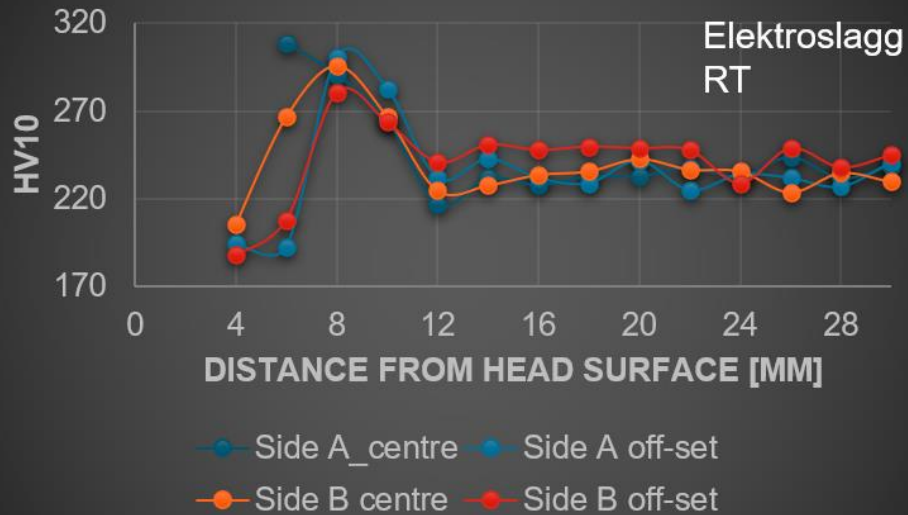 320
Elektroslagg
RT
270
HV10
220
170
0 4 8 12 16 20 24 28
DISTANCE FROM HEAD SURFACE [MM]
Side A_centre Side A off-set
Side B centre Side B off-set